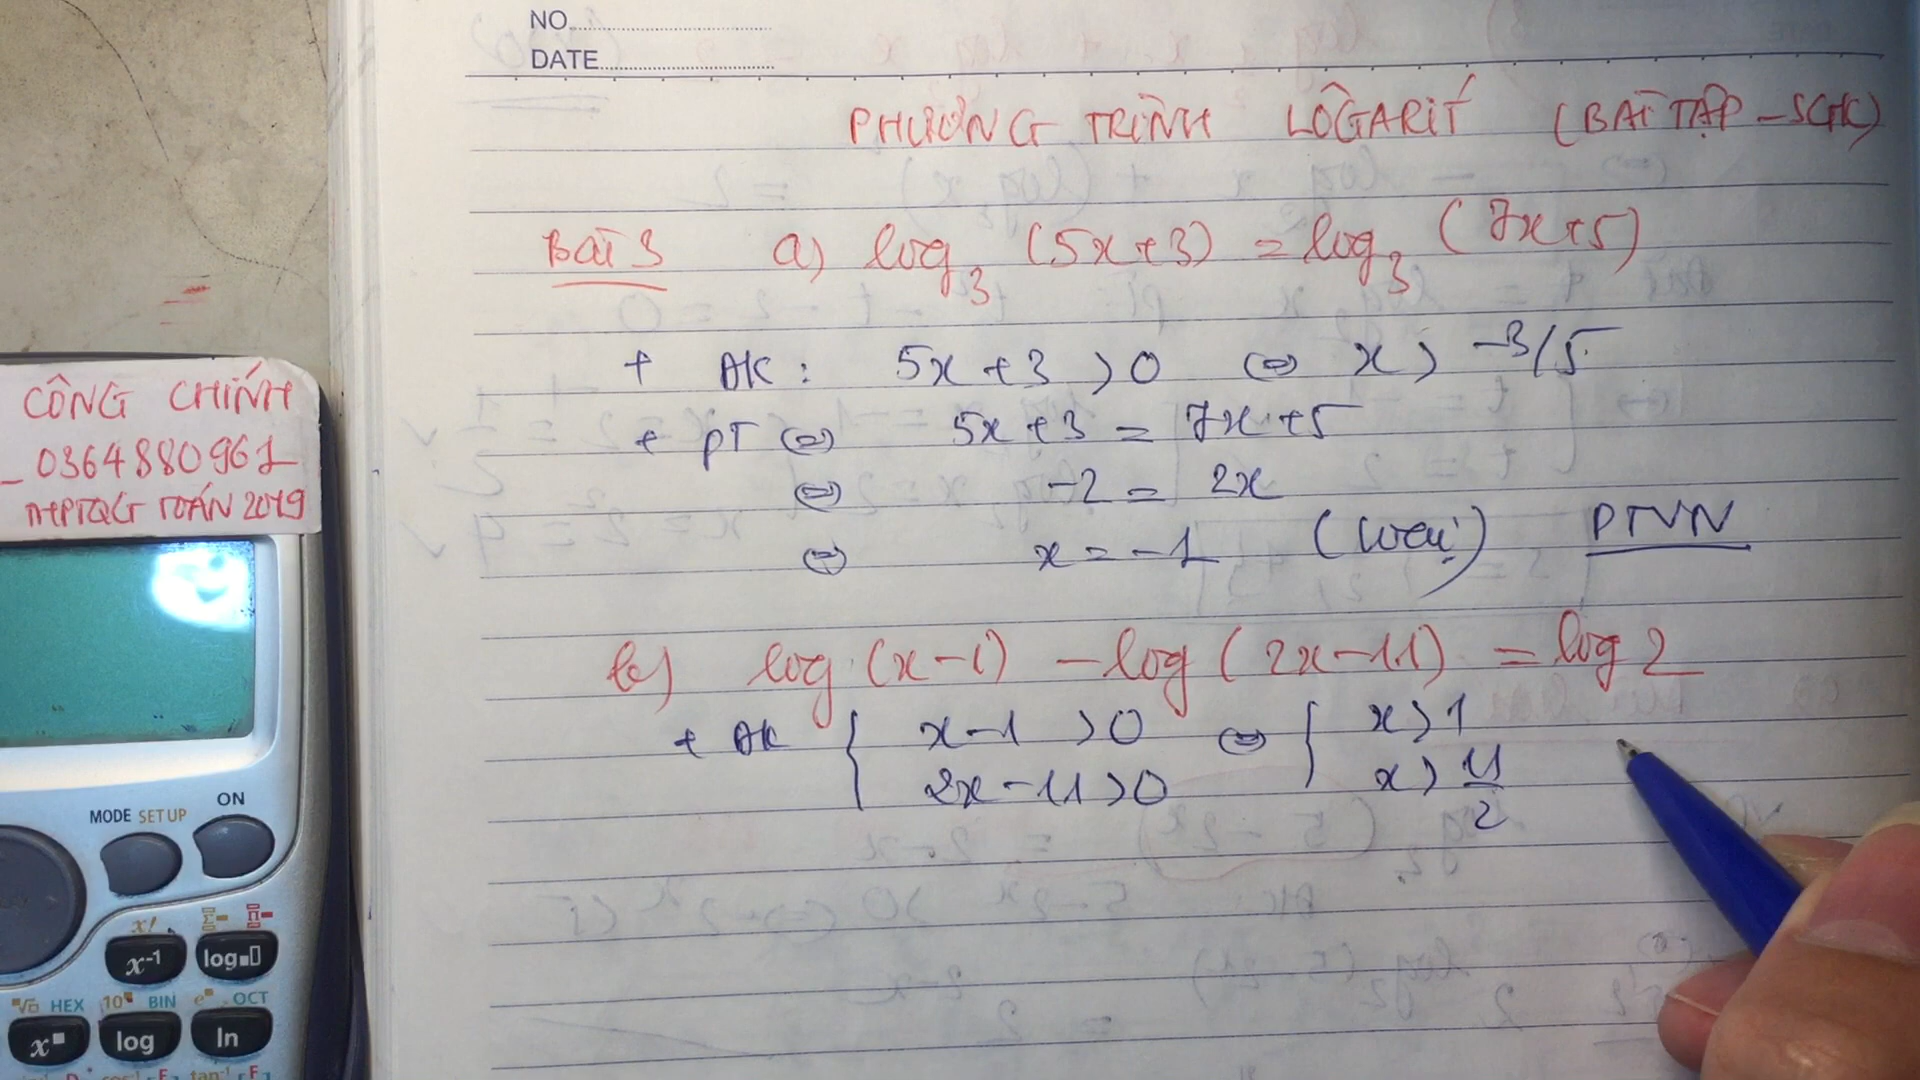 NO.
DATE
PHƯƠNG TRÌNH LÔGARIT (BÀI TẬP - SGK)
Bài 3 a) log₃ (5x+3) = log₃ (7x+5)
+ ĐK: 5x+3 > 0 ⇔ x > -3/5
+ PT ⇔ 5x+3 = 7x+5
⇔ -2 = 2x
⇔ x = -1 (loại) PTVN
b) log (x-1) - log (2x-11) = log 2
+ ĐK { x-1 > 0 ⇔ { x > 1
2x-11 > 0 x > 11/2
CÔNG CHÍNH
_ 0364880961
THPTQG TOÁN 2019
MODE SETUP ON
x!
x⁻¹ log
HEX 10 BIN e OCT
x log ln